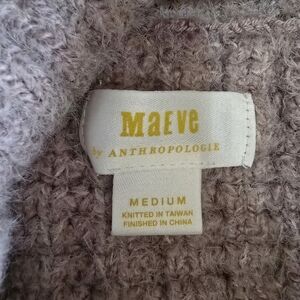 MaEve
by ANTHROPOLOGIE
MEDIUM
KNITTED IN TAIWAN
FINISHED IN CHINA